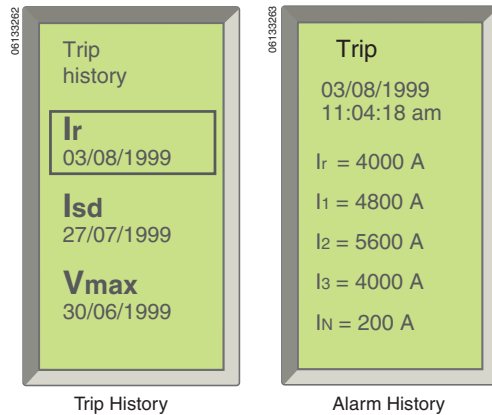 06133262
Trip
history
Ir
03/08/1999
Isd
27/07/1999
Vmax
30/06/1999
Trip History
06133263
Trip
03/08/1999
11:04:18 am
Ir = 4000 A
I1 = 4800 A
I2 = 5600 A
I3 = 4000 A
IN = 200 A
Alarm History